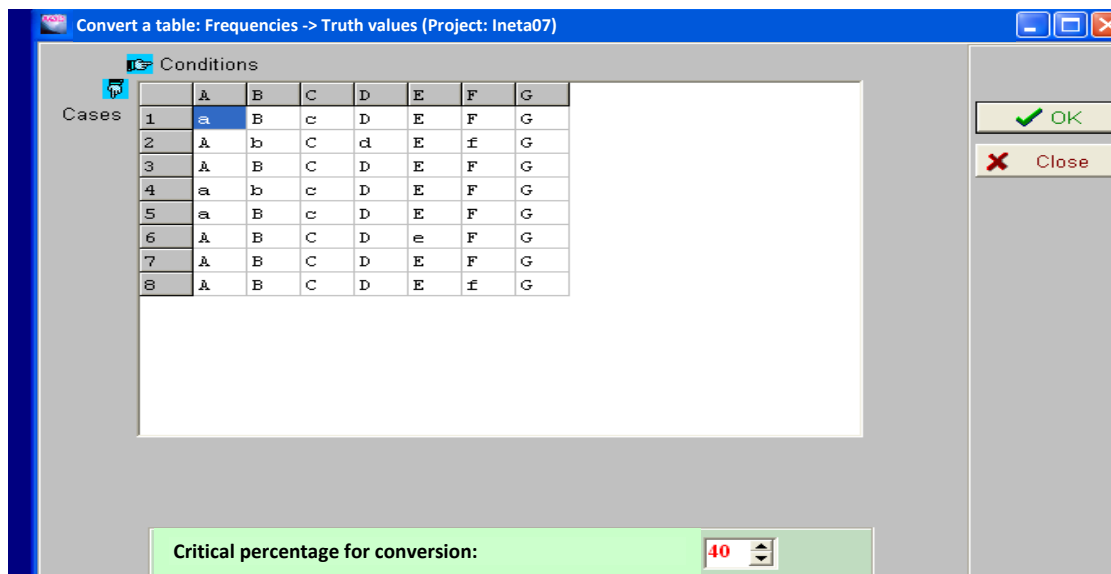 Convert a table: Frequencies -> Truth values (Project: Ineta07)
Conditions
Cases
A B C D E F G
1 a B c D E F G
2 A b C d E f G
3 A B C D E F G
4 a b c D E F G
5 a B c D E F G
6 A B C D e F G
7 A B C D E F G
8 A B C D E f G
OK
Close
Critical percentage for conversion: 40